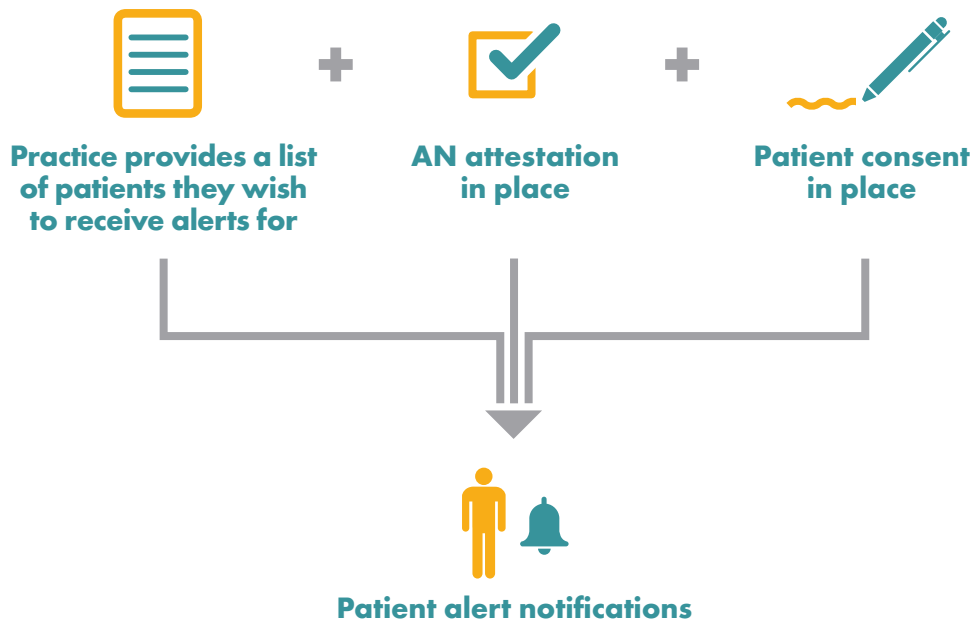 Practice provides a list
of patients they wish
to receive alerts for
AN attestation
in place
Patient consent
in place
Patient alert notifications